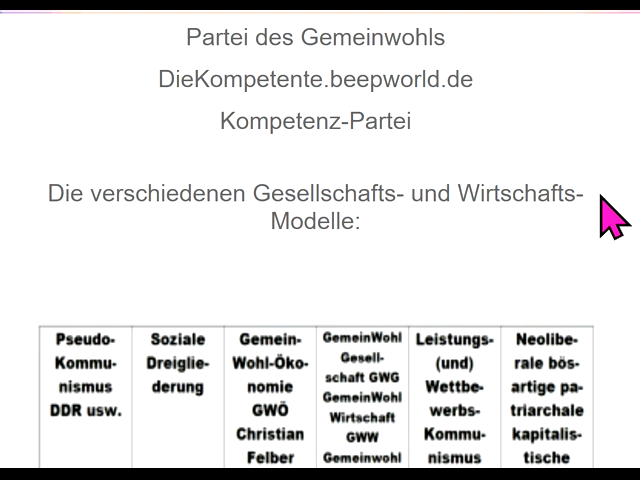 Partei des Gemeinwohls
DieKompetente.beepworld.de
Kompetenz-Partei
Die verschiedenen Gesellschafts- und Wirtschafts-
Modelle:
Pseudo-
Kommu-
nismus
DDR usw.
Soziale
Dreiglie-
derung
Gemein-
Wohl-Öko-
nomie
GWÖ
Christian
Felber
GemeinWohl
Gesell-
schaft GWG
GemeinWohl
Wirtschaft
GWW
Gemeinwohl
Leistungs-
(und)
Wettbe-
werbs-
Kommu-
nismus
Neolibe-
rale bös-
artige pa-
triarchale
kapitalis-
tische